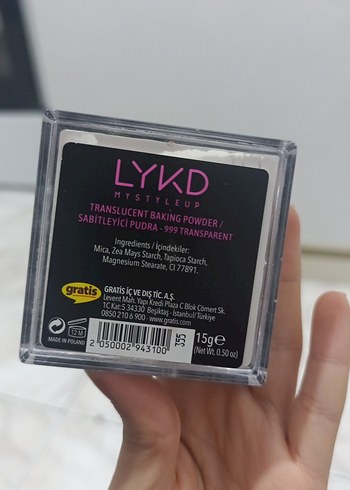 LYKD
MYSTYLEUP
TRANSLUCENT BAKING POWDER /
SABİTLEYİCİ PUDRA - 999 TRANSPARENT
Ingredients / İçindekiler:
Mica, Zea Mays Starch, Tapioca Starch,
Magnesium Stearate, CI 77891.
gratis
GRATİS İÇ VE DIŞ TİC. A.Ş.
Levent Mah. Yapı Kredi Plaza C Blok Cömert Sk.
1C Kat:5 34330 Beşiktaş - İstanbul/Türkiye
0850 210 6 900 - www.gratis.com
12 M
MADE IN POLAND
2 050002 943100
355
15g e
(Net Wt. 0.50 oz)